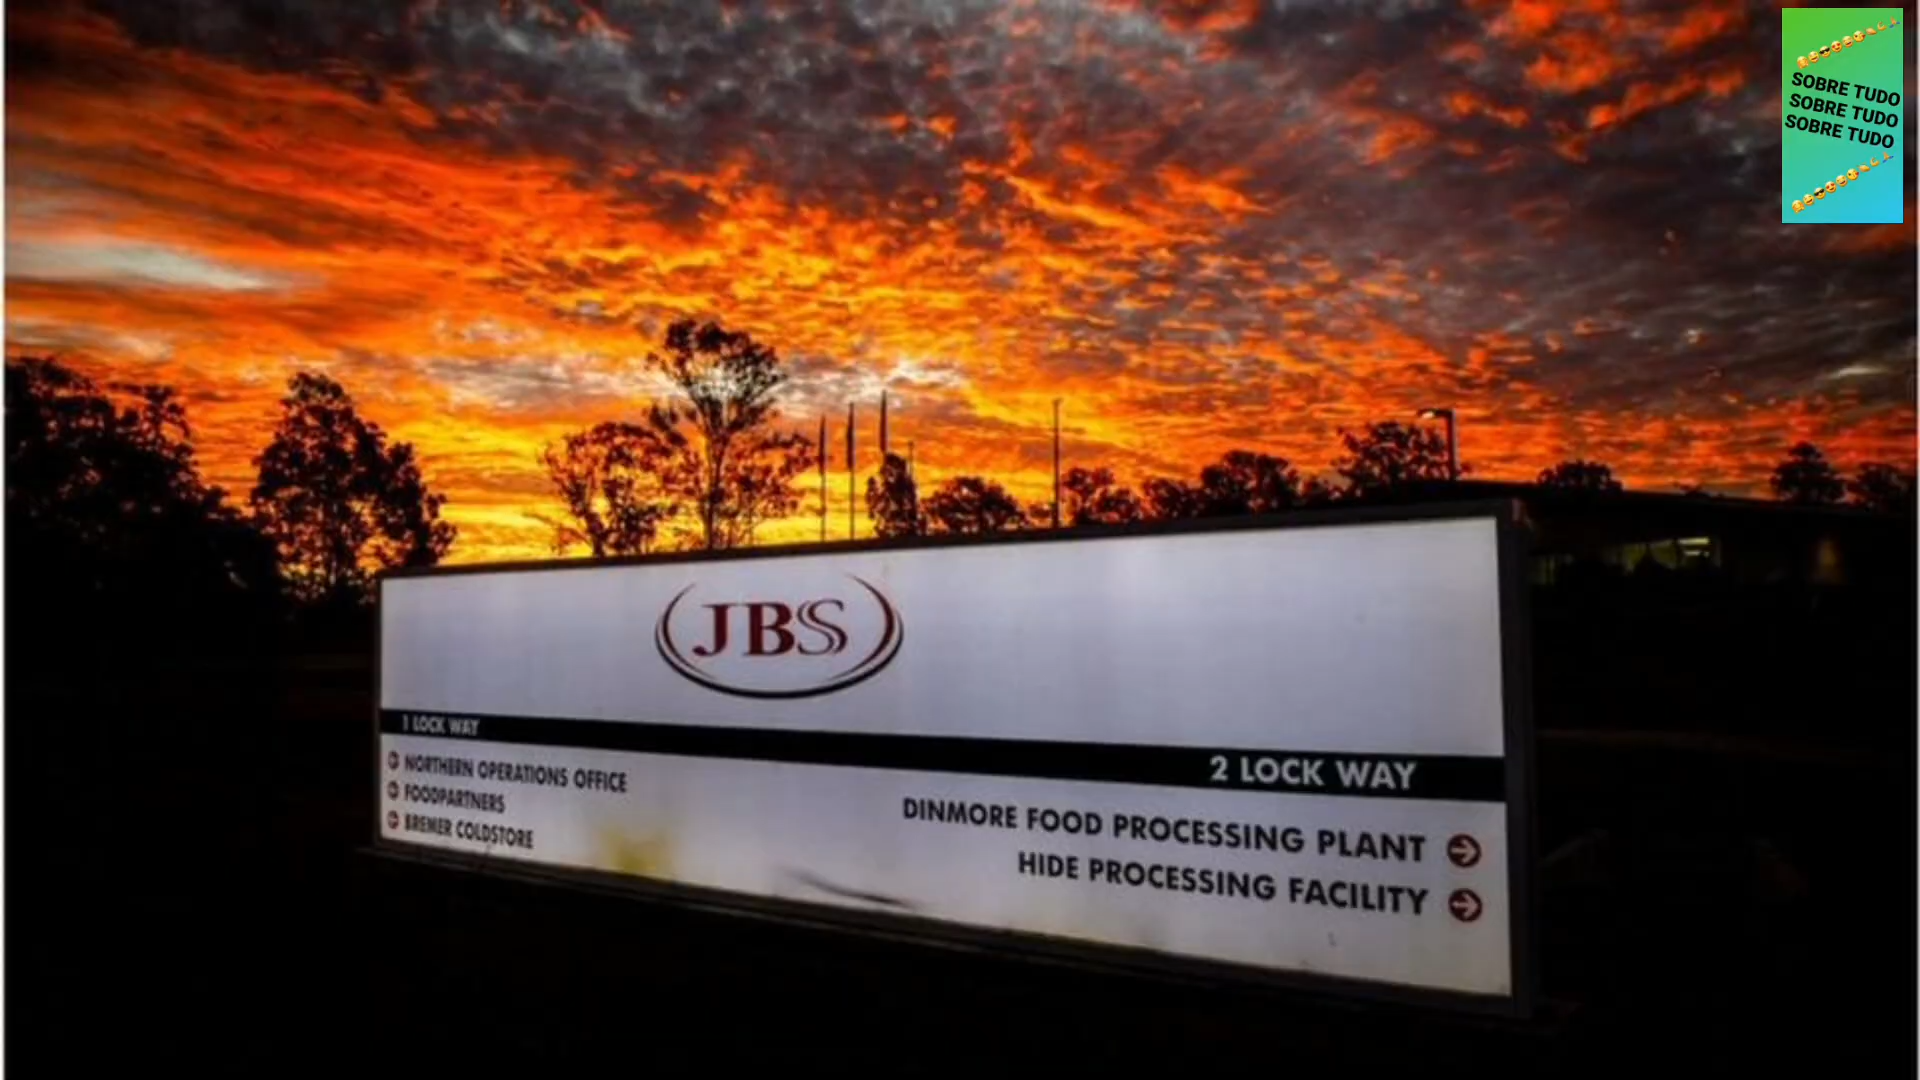 SOBRE TUDO
SOBRE TUDO
SOBRE TUDO
JBS
1 LOCK WAY
NORTHERN OPERATIONS OFFICE
FOODPARTNERS
BREMER COLDSTORE
2 LOCK WAY
DINMORE FOOD PROCESSING PLANT
HIDE PROCESSING FACILITY